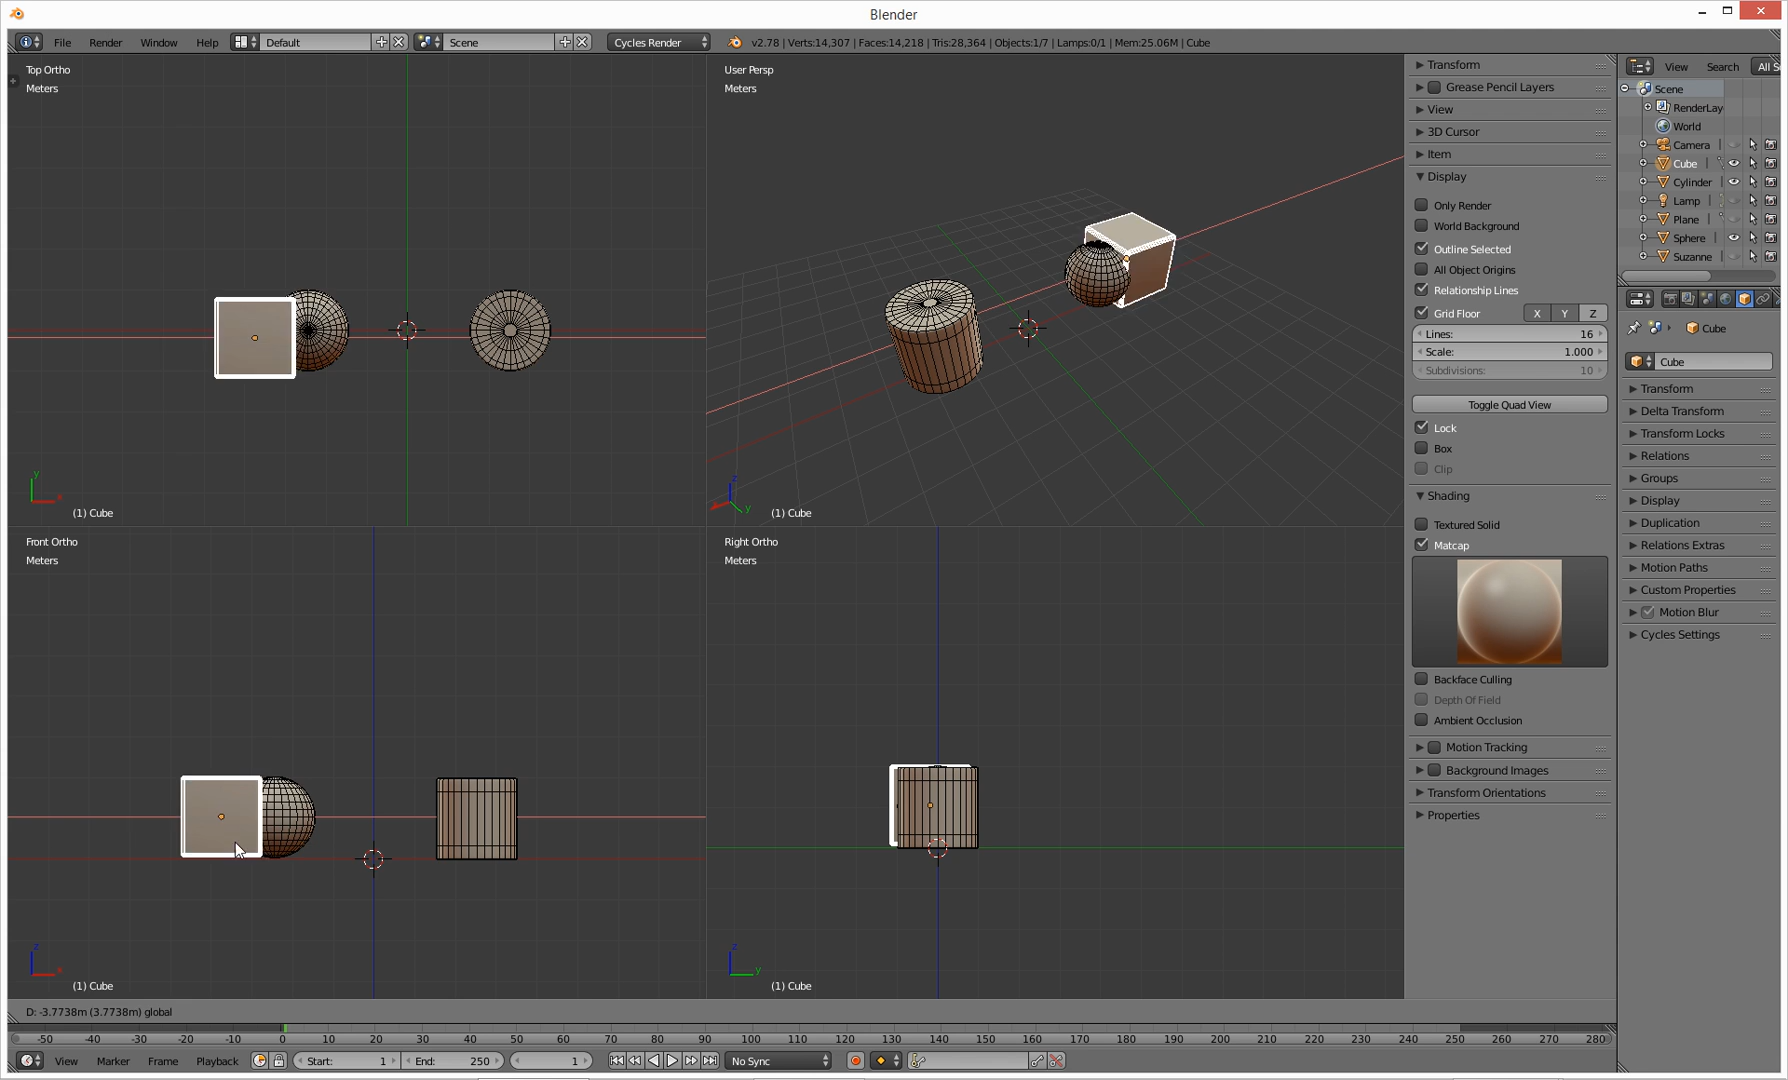 Blender
File Render Window Help Default Scene Cycles Render v2.78 | Verts:14,307 | Faces:14,218 | Tris:28,364 | Objects:1/7 | Lamps:0/1 | Mem:25.06M | Cube
Top Ortho
Meters
y
x
(1) Cube
User Persp
Meters
z
y
(1) Cube
Front Ortho
Meters
z
x
(1) Cube
Right Ortho
Meters
z
y
(1) Cube
Transform
Grease Pencil Layers
View
3D Cursor
Item
Display
Only Render
World Background
Outline Selected
All Object Origins
Relationship Lines
Grid Floor X Y Z
Lines: 16
Scale: 1.000
Subdivisions: 10
Toggle Quad View
Lock
Box
Clip
Shading
Textured Solid
Matcap
Backface Culling
Depth Of Field
Ambient Occlusion
Motion Tracking
Background Images
Transform Orientations
Properties
View Search All S
Scene
RenderLay
World
Camera
Cube
Cylinder
Lamp
Plane
Sphere
Suzanne
Cube
Cube
Transform
Delta Transform
Transform Locks
Relations
Groups
Display
Duplication
Relations Extras
Motion Paths
Custom Properties
Motion Blur
Cycles Settings
D: -3.7738m (3.7738m) global
-50 -40 -30 -20 -10 0 10 20 30 40 50 60 70 80 90 100 110 120 130 140 150 160 170 180 190 200 210 220 230 240 250 260 270 280
View Marker Frame Playback Start: 1 End: 250 1 No Sync